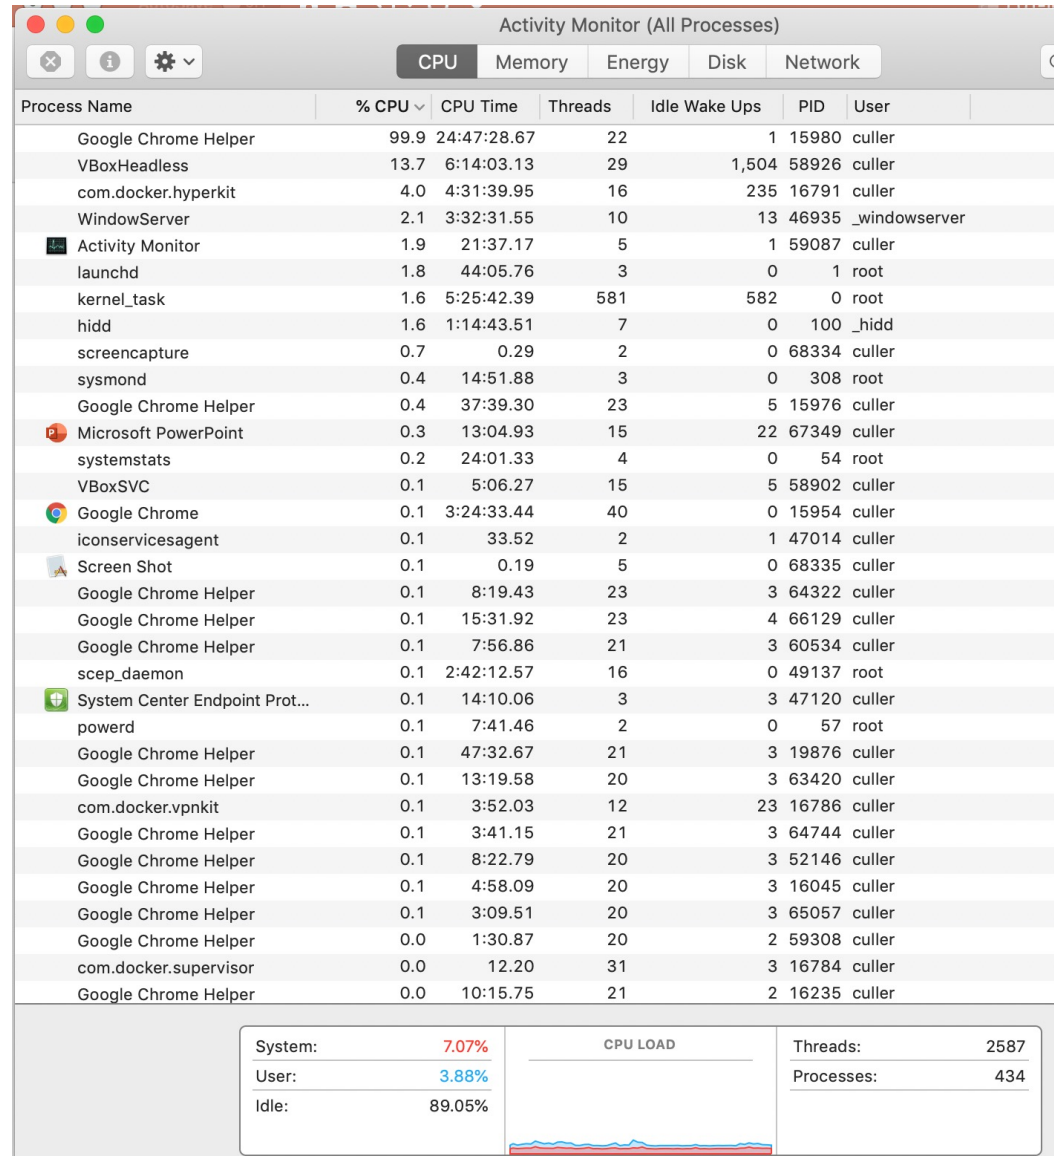 Activity Monitor (All Processes)
CPU Memory Energy Disk Network
Process Name % CPU CPU Time Threads Idle Wake Ups PID User
Google Chrome Helper 99.9 24:47:28.67 22 1 15980 culler
VBoxHeadless 13.7 6:14:03.13 29 1,504 58926 culler
com.docker.hyperkit 4.0 4:31:39.95 16 235 16791 culler
WindowServer 2.1 3:32:31.55 10 13 46935 _windowserver
Activity Monitor 1.9 21:37.17 5 1 59087 culler
launchd 1.8 44:05.76 3 0 1 root
kernel_task 1.6 5:25:42.39 581 582 0 root
hidd 1.6 1:14:43.51 7 0 100 _hidd
screencapture 0.7 0.29 2 0 68334 culler
sysmond 0.4 14:51.88 3 0 308 root
Google Chrome Helper 0.4 37:39.30 23 5 15976 culler
Microsoft PowerPoint 0.3 13:04.93 15 22 67349 culler
systemstats 0.2 24:01.33 4 0 54 root
VBoxSVC 0.1 5:06.27 15 5 58902 culler
Google Chrome 0.1 3:24:33.44 40 0 15954 culler
iconservicesagent 0.1 33.52 2 1 47014 culler
Screen Shot 0.1 0.19 5 0 68335 culler
Google Chrome Helper 0.1 8:19.43 23 3 64322 culler
Google Chrome Helper 0.1 15:31.92 23 4 66129 culler
Google Chrome Helper 0.1 7:56.86 21 3 60534 culler
scep_daemon 0.1 2:42:12.57 16 0 49137 root
System Center Endpoint Prot... 0.1 14:10.06 3 3 47120 culler
powerd 0.1 7:41.46 2 0 57 root
Google Chrome Helper 0.1 47:32.67 21 3 19876 culler
Google Chrome Helper 0.1 13:19.58 20 3 63420 culler
com.docker.vpnkit 0.1 3:52.03 12 23 16786 culler
Google Chrome Helper 0.1 3:41.15 21 3 64744 culler
Google Chrome Helper 0.1 8:22.79 20 3 52146 culler
Google Chrome Helper 0.1 4:58.09 20 3 16045 culler
Google Chrome Helper 0.1 3:09.51 20 3 65057 culler
Google Chrome Helper 0.0 1:30.87 20 2 59308 culler
com.docker.supervisor 0.0 12.20 31 3 16784 culler
Google Chrome Helper 0.0 10:15.75 21 2 16235 culler
System: 7.07% CPU LOAD Threads: 2587
User: 3.88% Processes: 434
Idle: 89.05%